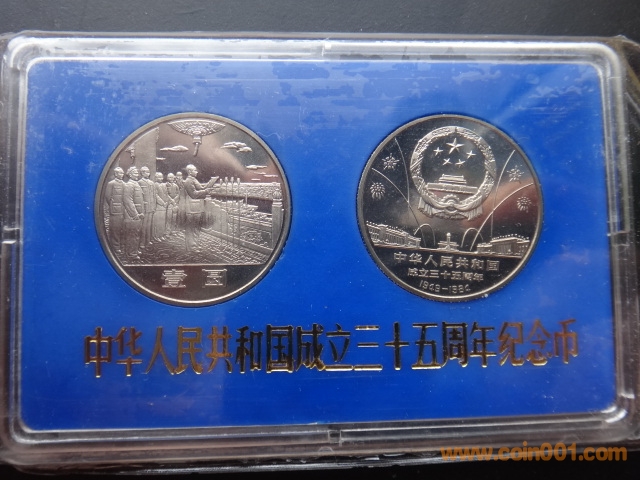 壹圆
中华人民共和国
成立三十五周年
1949-1984
中华人民共和国成立三十五周年纪念币
www.coin001.com